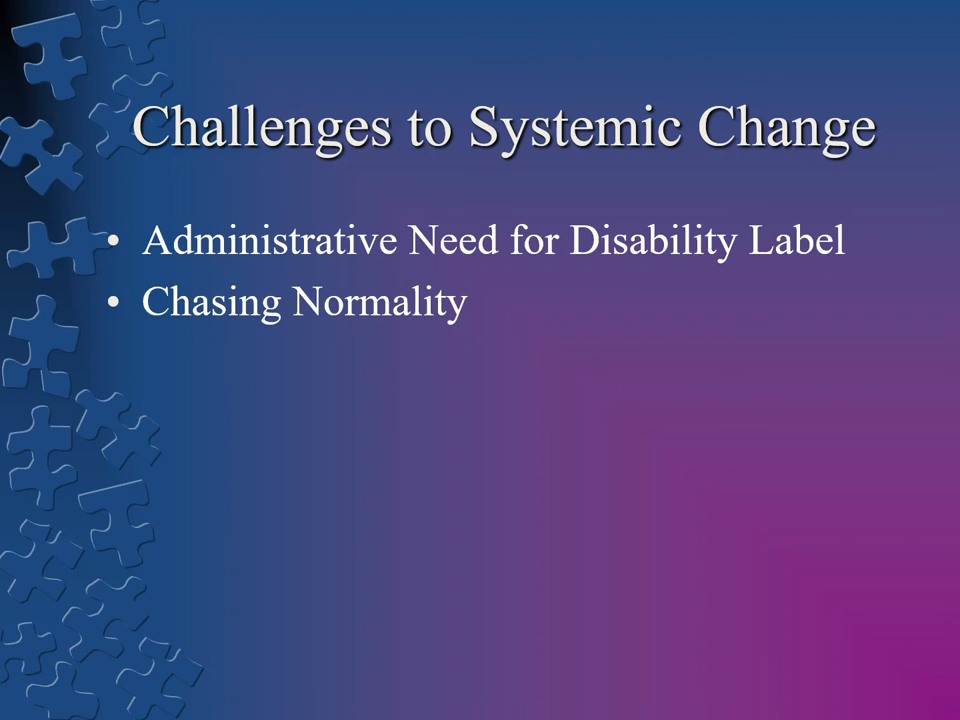 Challenges to Systemic Change
• Administrative Need for Disability Label
• Chasing Normality